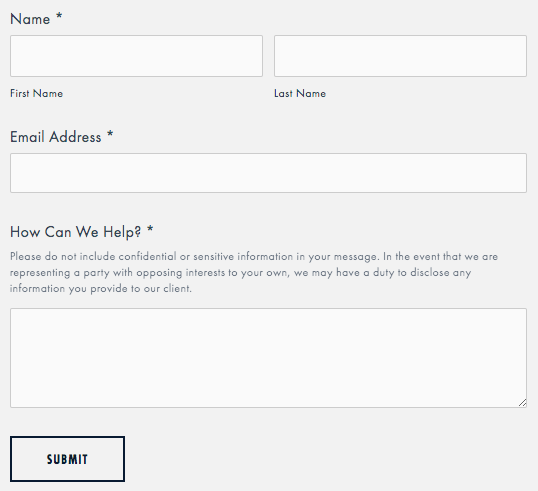 Name *
First Name Last Name
Email Address *
How Can We Help? *
Please do not include confidential or sensitive information in your message. In the event that we are
representing a party with opposing interests to your own, we may have a duty to disclose any
information you provide to our client.
SUBMIT